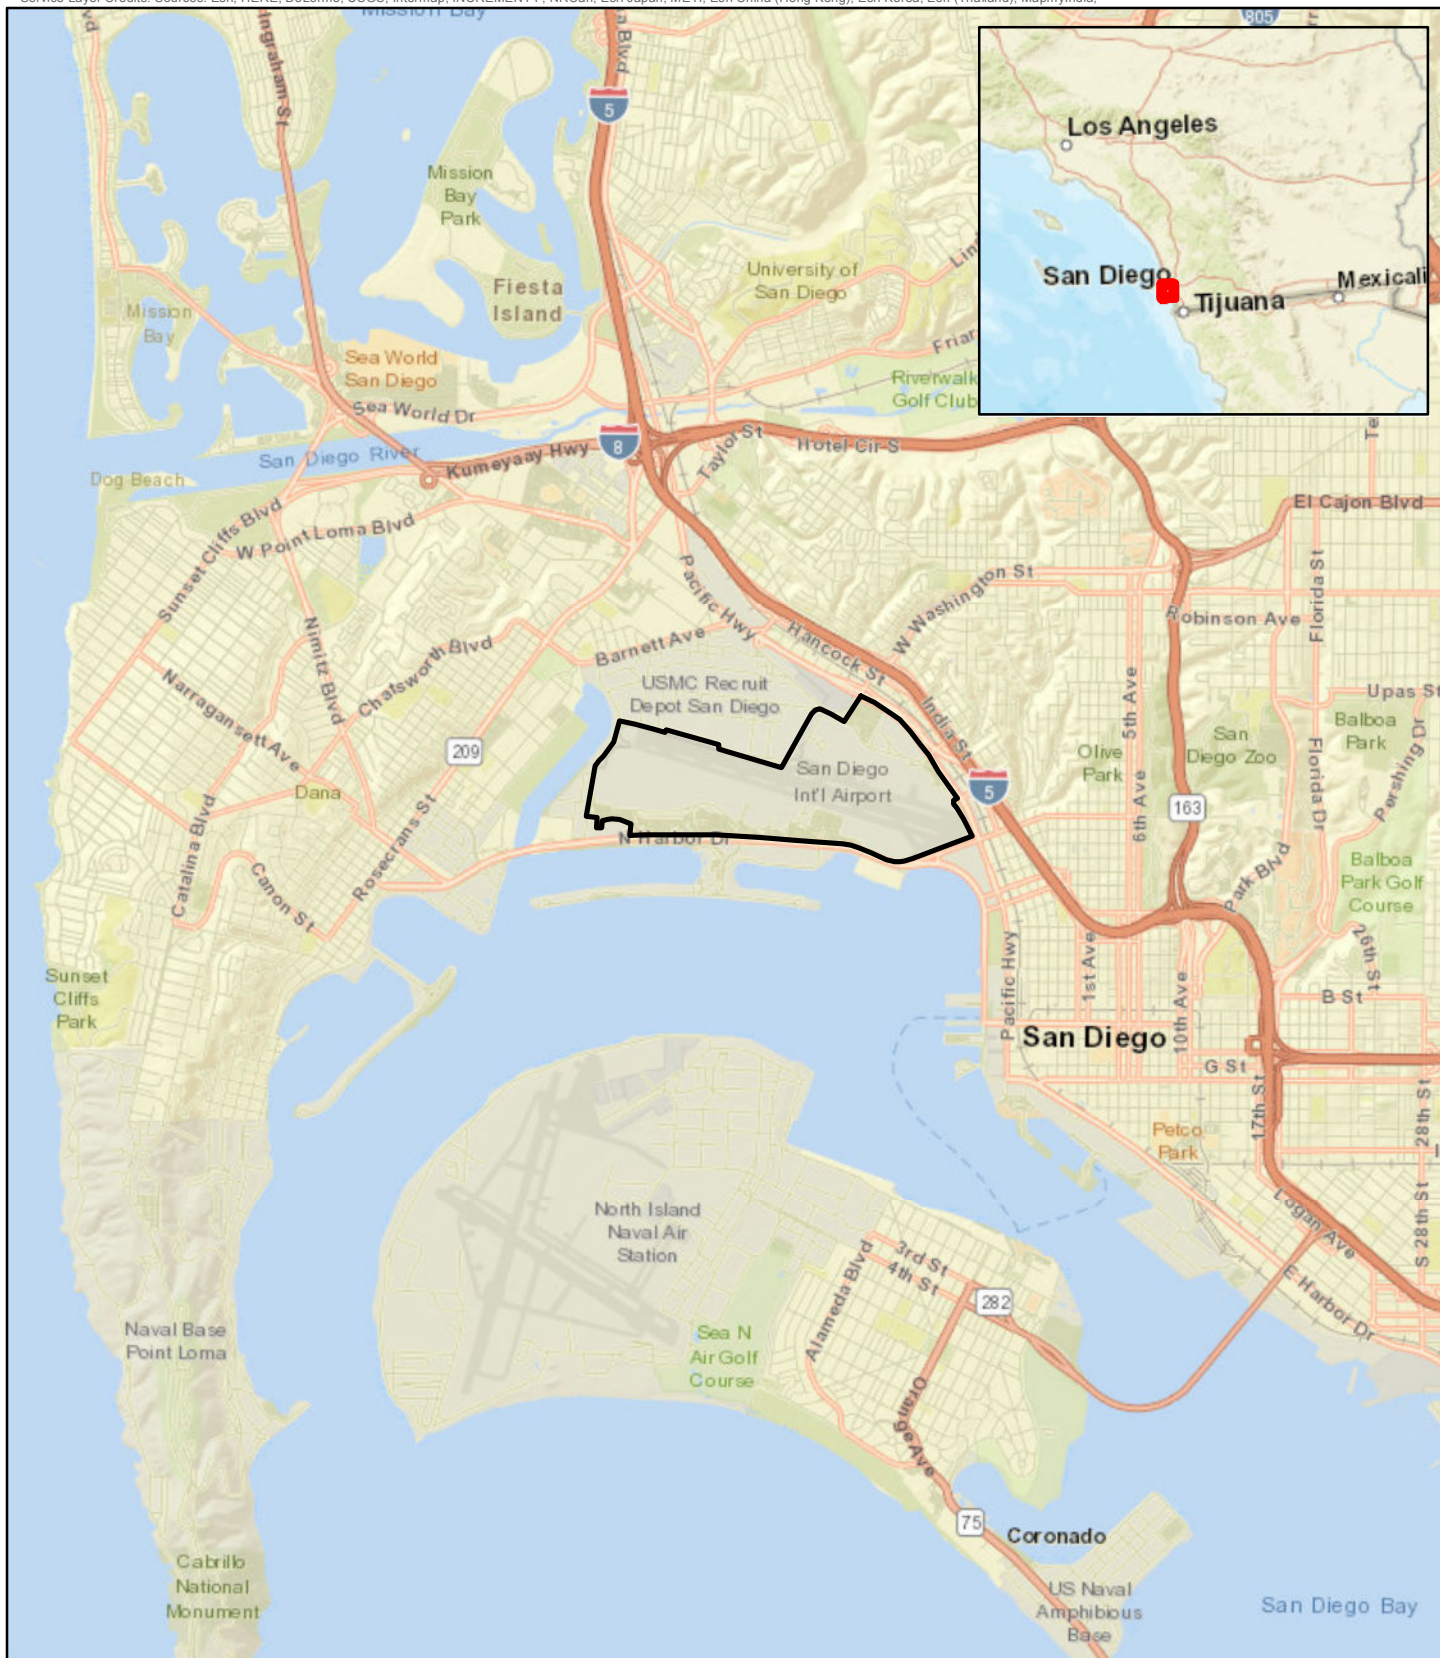 Mission Bay
805
Ingraham St
5
Los Angeles
San Diego
Tijuana
Mexicali
Mission
Bay
Park
Fiesta
Island
University of
San Diego
Mission
Bay
Sea World
San Diego
Friar
Riverwalk
Golf Club
Sea World Dr
8
Taylor St
Hotel Cir S
San Diego River
Kumeyaay Hwy
Dog Beach
El Cajon Blvd
Sunset Cliffs Blvd
W Point Loma Blvd
Pacific Hwy
W Washington St
Florida St
Robinson Ave
Nimitz Blvd
Chatsworth Blvd
Barnett Ave
Hancock St
Narragansett Ave
USMC Recruit
Depot San Diego
India St
5th Ave
Upas St
Balboa
Park
San
Diego Zoo
Olive
Park
209
San Diego
Int'l Airport
5
163
Florida Dr
Pershing Dr
Dana
6th Ave
N Harbor Dr
Catalina Blvd
Rosecrans St
Canon St
Park Blvd
Balboa
Park Golf
Course
26th St
Sunset
Cliffs
Park
Pacific Hwy
1st Ave
10th Ave
B St
San Diego
G St
17th St
28th St
Petco
Park
North Island
Naval Air
Station
S 28th St
Logan Ave
3rd St
4th St
Alameda Blvd
282
E Harbor Dr
Naval Base
Point Loma
Sea N
Air Golf
Course
Orange Ave
75
Coronado
Cabrillo
National
Monument
US Naval
Amphibious
Base
San Diego Bay